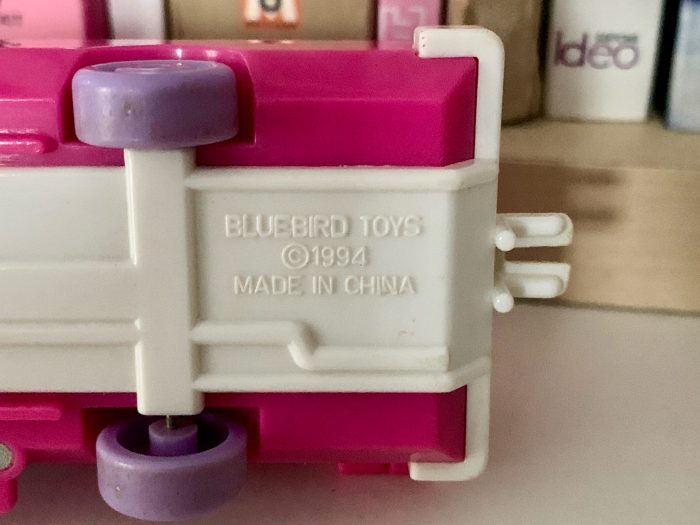 BLUEBIRD TOYS
©1994
MADE IN CHINA
Ideo